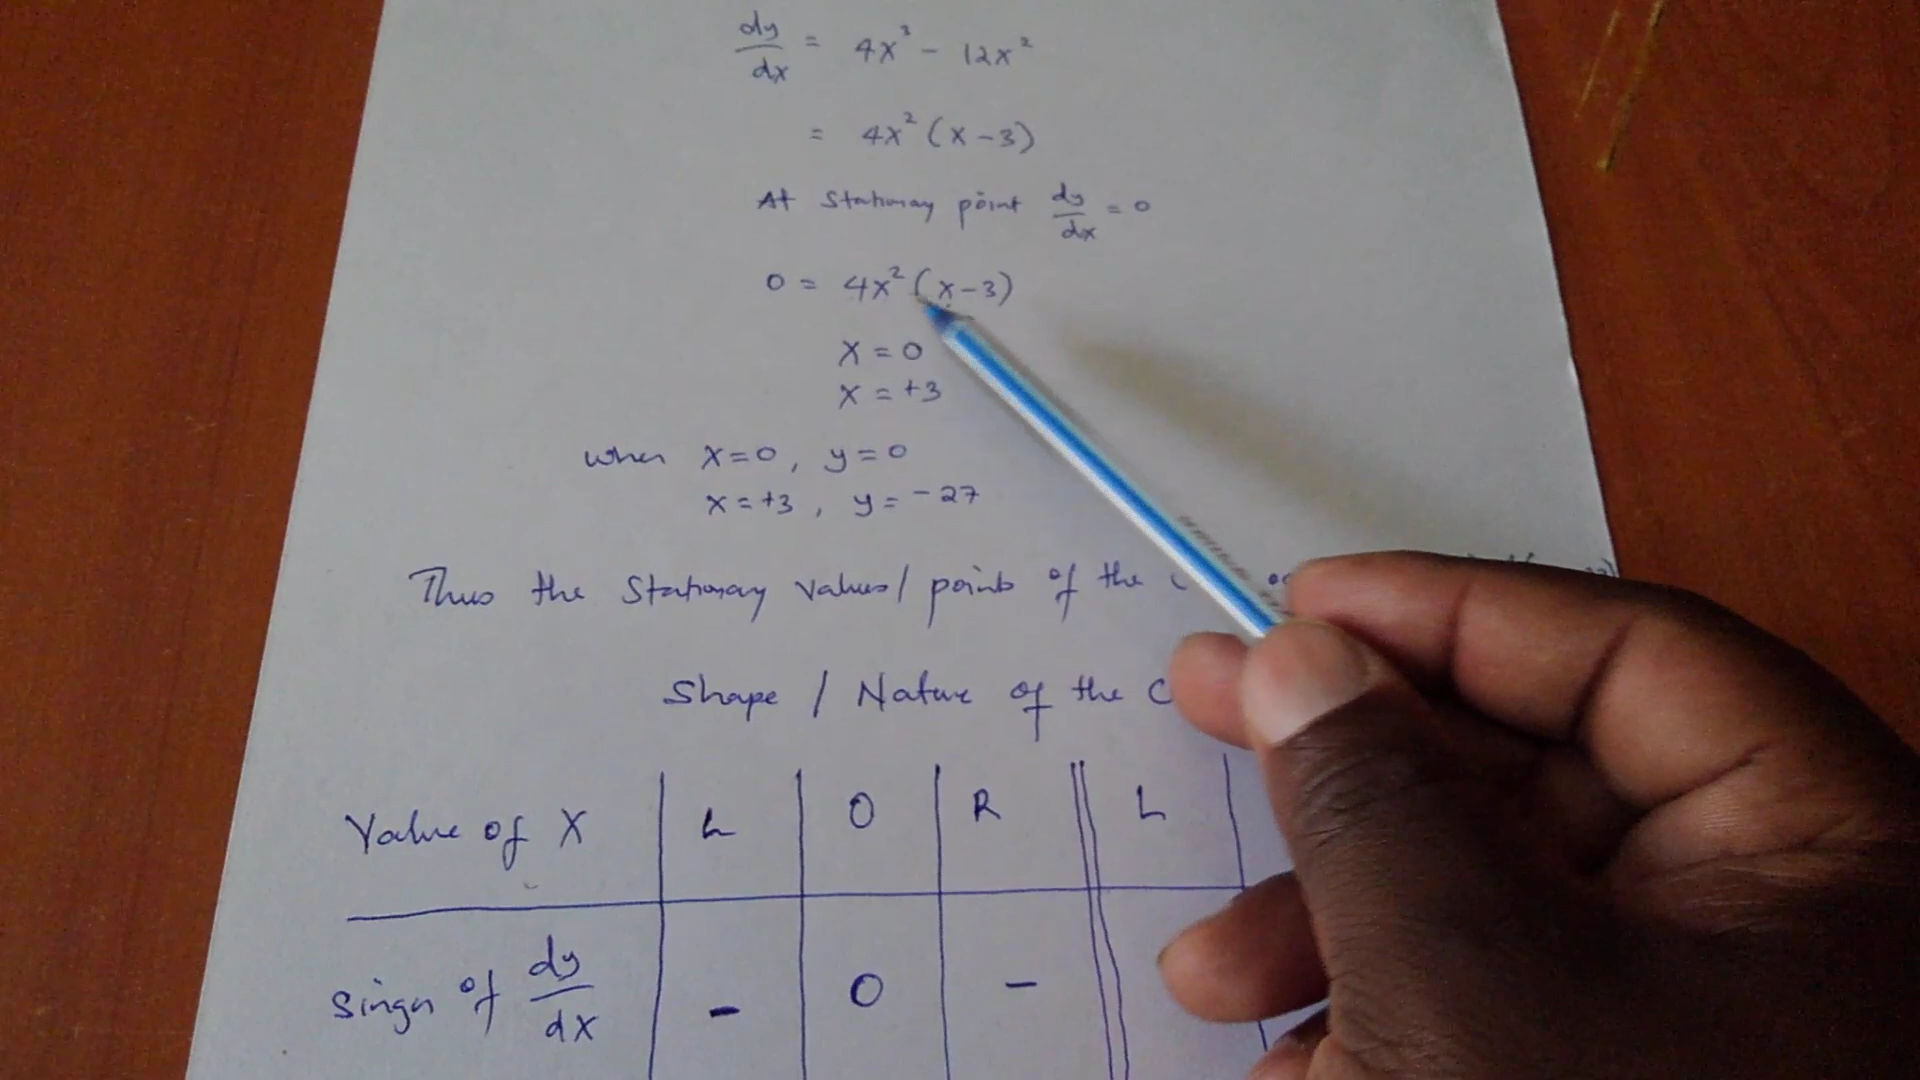 dy/dx = 4x³ - 12x²
= 4x² (x - 3)
At Stationay point dy/dx = 0
0 = 4x² (x - 3)
x = 0
x = +3
when x = 0 , y = 0
x = +3 , y = - 27
Thus the Stationay values / points of the
Shape / Nature of the C
Value of X L 0 R L
Singn of dy/dx - 0 -